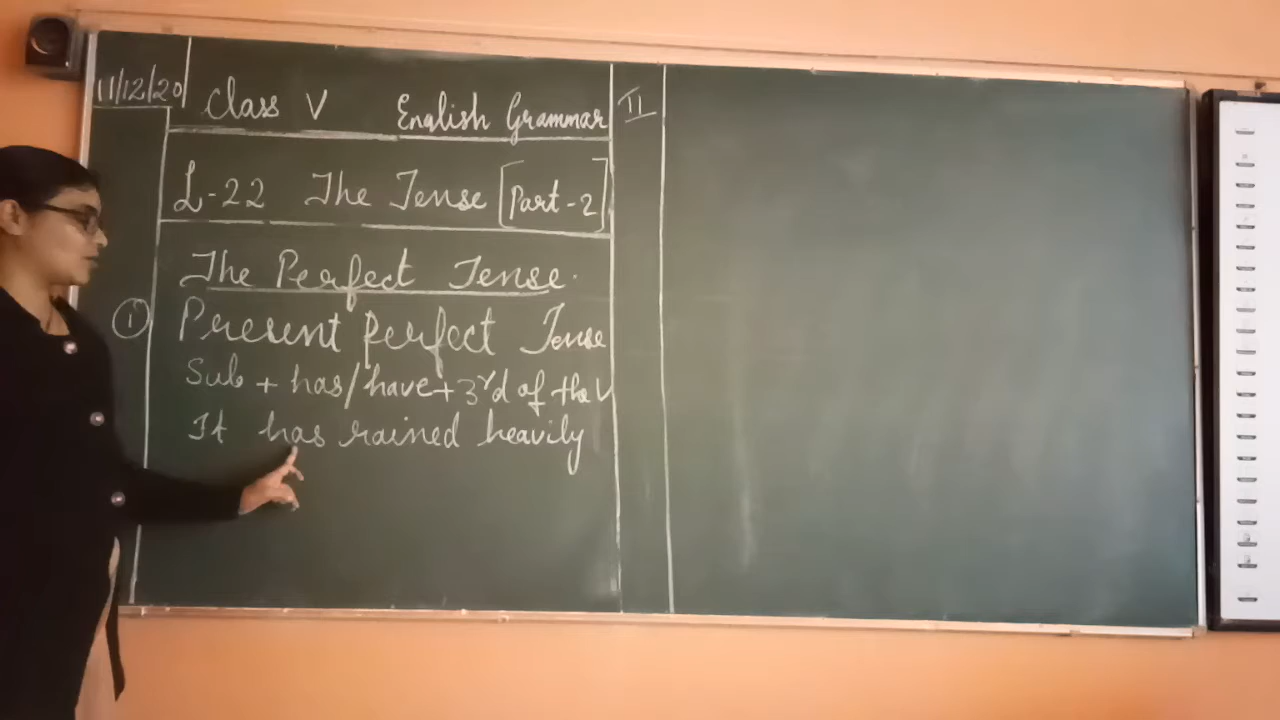 11/12/20
Class V English Grammar II
L-22 The Tense [Part-2]
The Perfect Tense.
① Present perfect Tense
Sub + has/have + 3rd of the V
It has rained heavily